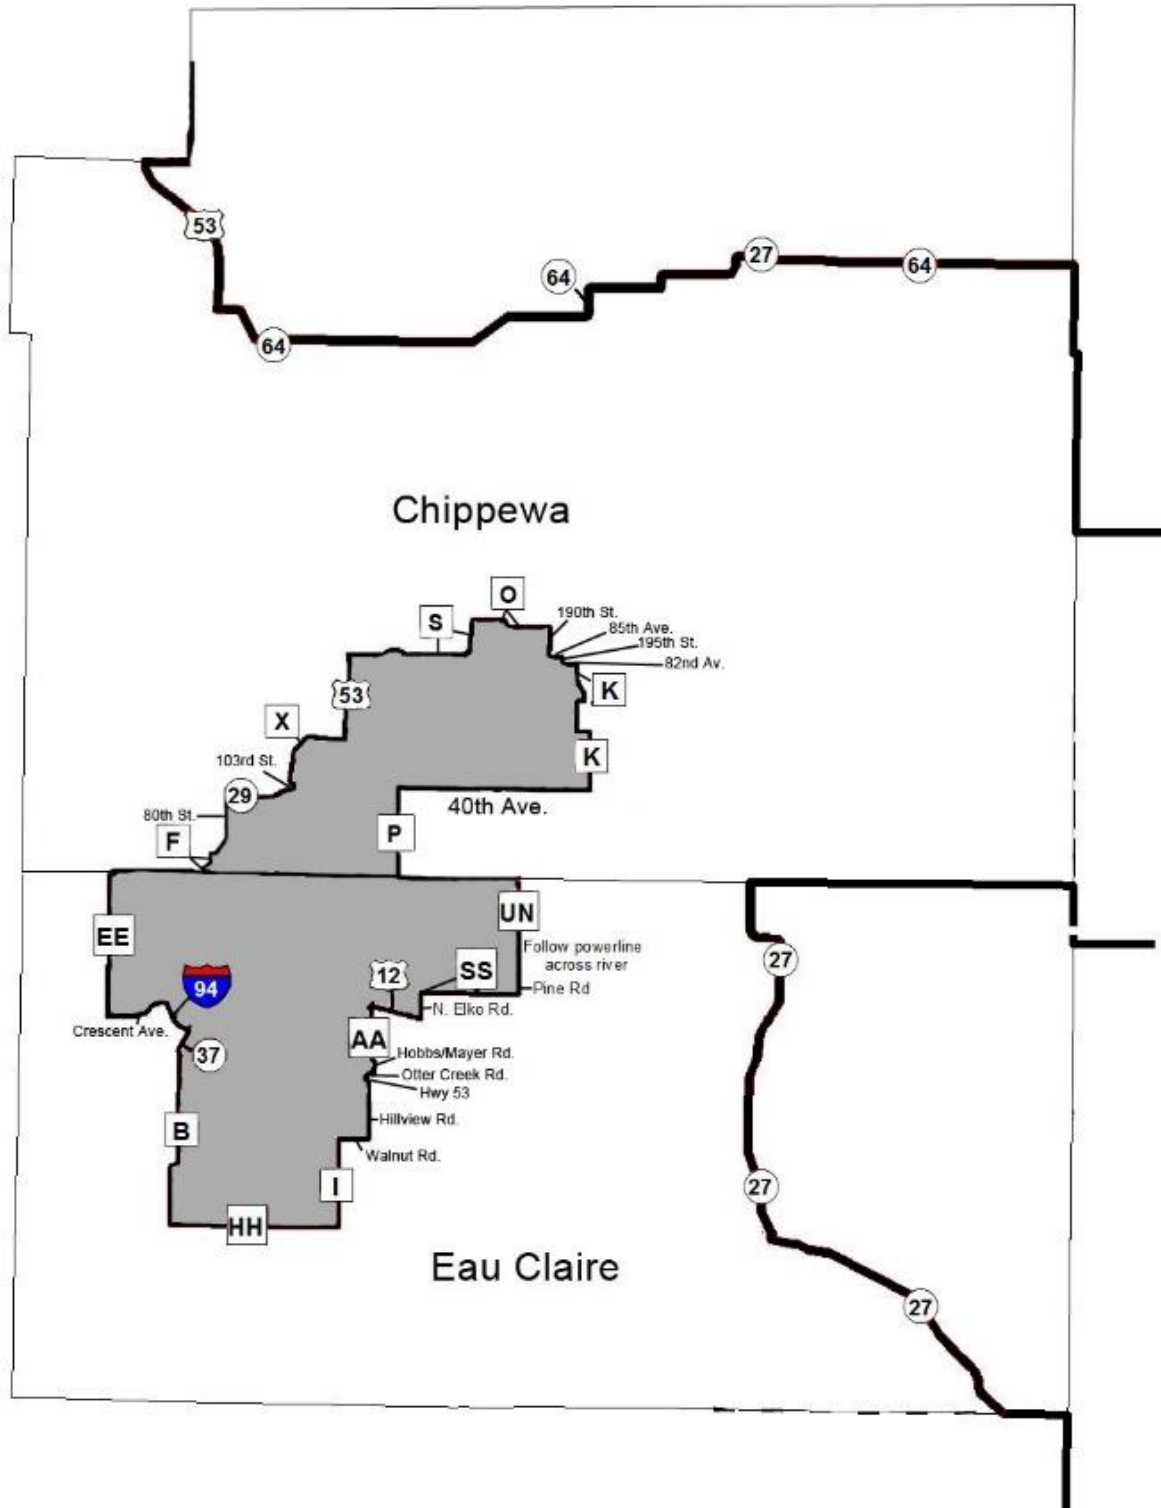 53
64
27
64
64
Chippewa
O
190th St.
S
85th Ave.
195th St.
82nd Av.
K
53
X
K
103rd St.
29
40th Ave.
80th St.
P
F
UN
EE
Follow powerline
across river
SS
12
94
Pine Rd
N. Elko Rd.
Crescent Ave.
AA
37
Hobbs/Mayer Rd.
Otter Creek Rd.
Hwy 53
Hillview Rd.
B
Walnut Rd.
I
HH
27
27
Eau Claire
27